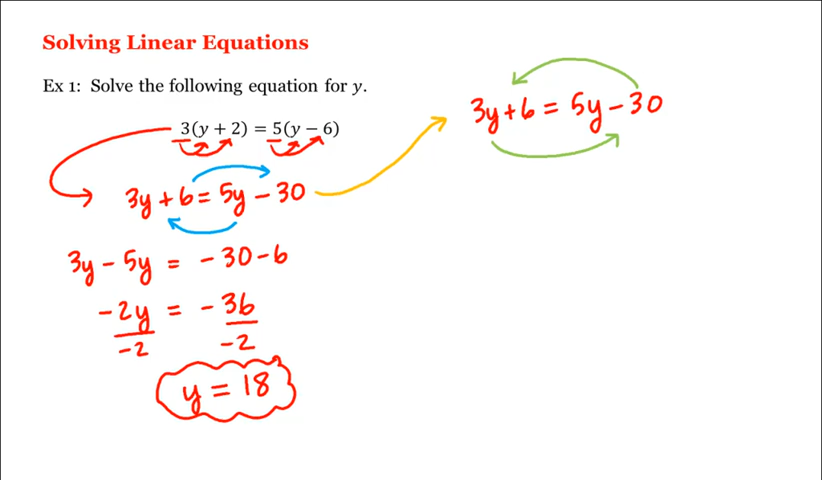 Solving Linear Equations
Ex 1: Solve the following equation for y.
3(y + 2) = 5(y − 6)
3y + 6 = 5y − 30
3y − 5y = −30 − 6
−2y = −36
−2 −2
y = 18
3y + 6 = 5y − 30